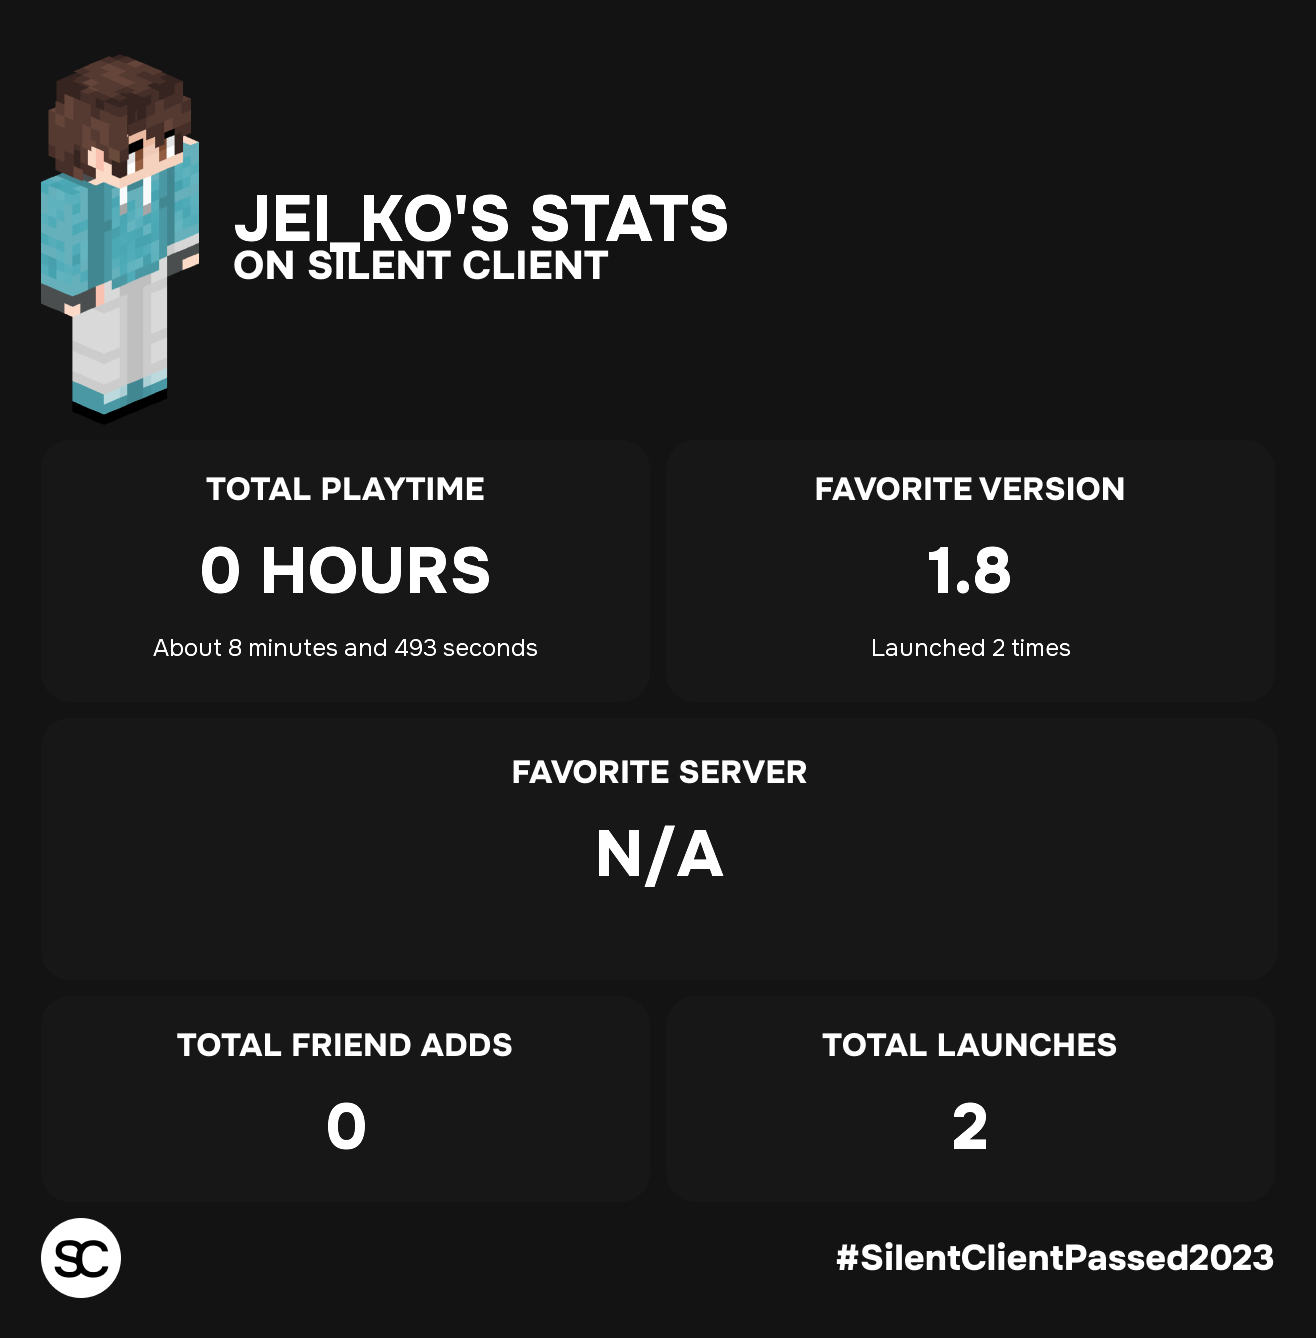 JEI_KO'S STATS
ON SILENT CLIENT
TOTAL PLAYTIME
0 HOURS
About 8 minutes and 493 seconds
FAVORITE VERSION
1.8
Launched 2 times
FAVORITE SERVER
N/A
TOTAL FRIEND ADDS
0
TOTAL LAUNCHES
2
SC
#SilentClientPassed2023